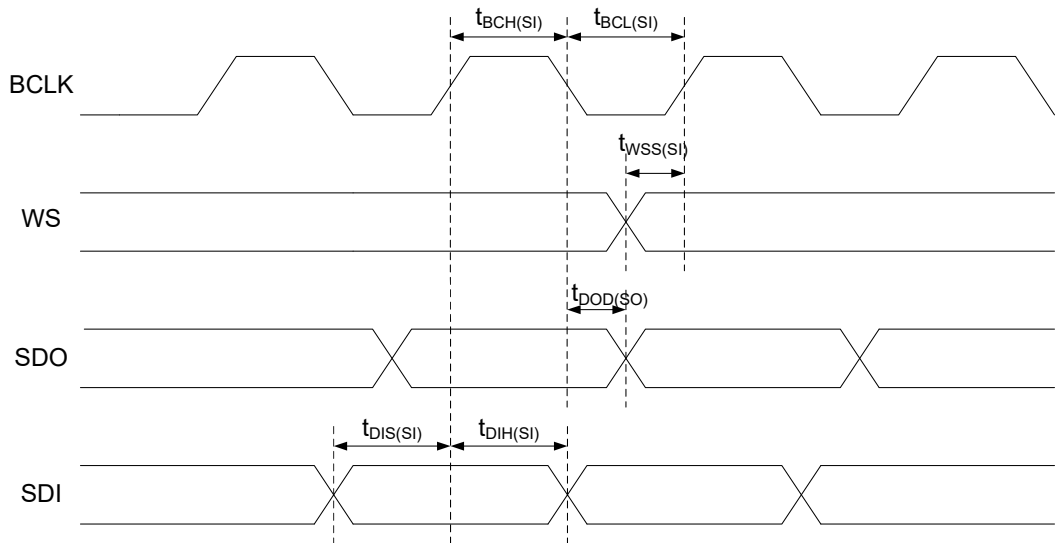 tBCH(SI) tBCL(SI)
BCLK
tWSS(SI)
WS
tDOD(SO)
SDO
tDIS(SI) tDIH(SI)
SDI